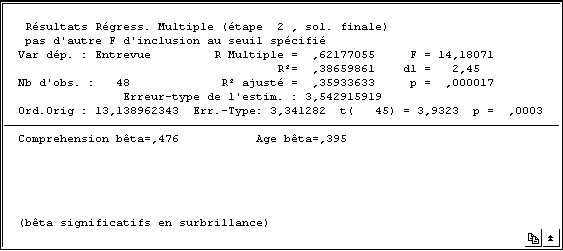 Résultats Régress. Multiple (étape 2 , sol. finale)
pas d'autre F d'inclusion au seuil spécifié
Var dép. : Entrevue R Multiple = ,62177055 F = 14,18071
R²= ,38659861 dl = 2,45
Nb d'obs. : 48 R² ajusté = ,35933633 p = ,000017
Erreur-type de l'estim. : 3,542915919
Ord.Orig : 13,138962343 Err.-Type: 3,341282 t( 45) = 3,9323 p = ,0003
Comprehension bêta=,476 Age bêta=,395
(bêta significatifs en surbrillance)